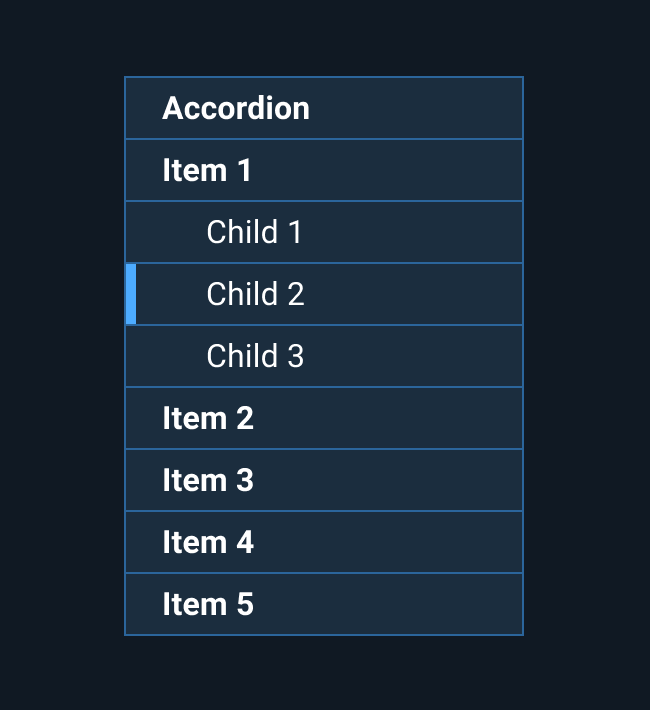 Accordion
Item 1
Child 1
Child 2
Child 3
Item 2
Item 3
Item 4
Item 5